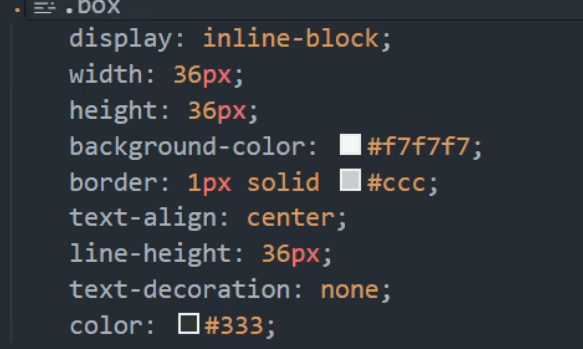 .box
display: inline-block;
width: 36px;
height: 36px;
background-color: #f7f7f7;
border: 1px solid #ccc;
text-align: center;
line-height: 36px;
text-decoration: none;
color: #333;